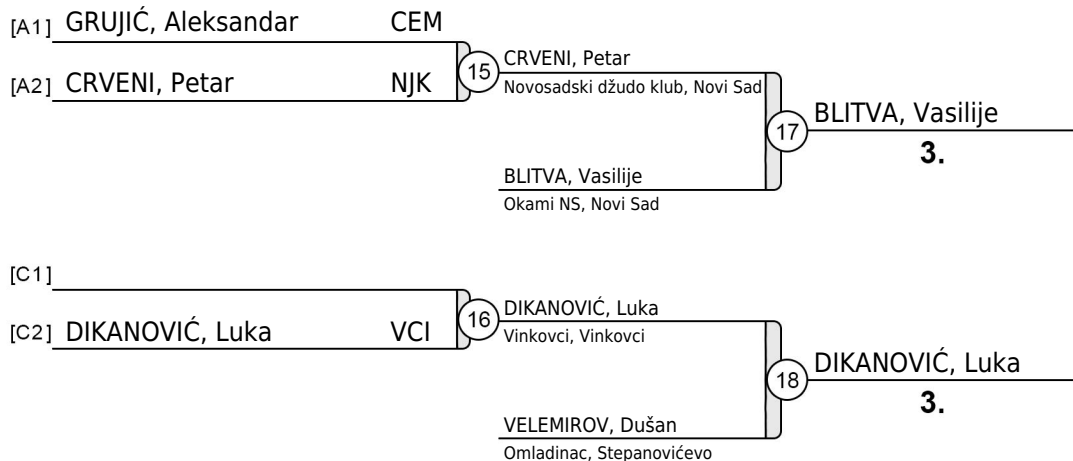 [A1] GRUJIĆ, Aleksandar CEM
[A2] CRVENI, Petar NJK
15
CRVENI, Petar
Novosadski džudo klub, Novi Sad
17
BLITVA, Vasilije
3.
BLITVA, Vasilije
Okami NS, Novi Sad
[C1]
[C2] DIKANOVIĆ, Luka VCI
16
DIKANOVIĆ, Luka
Vinkovci, Vinkovci
18
DIKANOVIĆ, Luka
3.
VELEMIROV, Dušan
Omladinac, Stepanovićevo